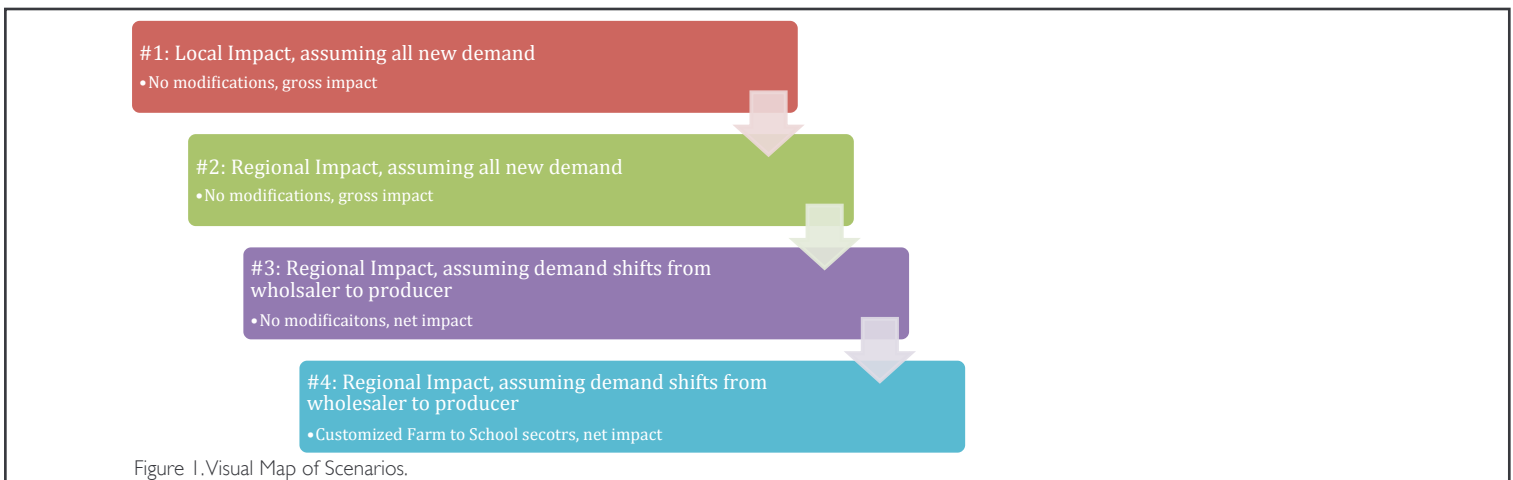 #1: Local Impact, assuming all new demand
•No modifications, gross impact
#2: Regional Impact, assuming all new demand
•No modifications, gross impact
#3: Regional Impact, assuming demand shifts from
wholsaler to producer
•No modificaitons, net impact
#4: Regional Impact, assuming demand shifts from
wholesaler to producer
•Customized Farm to School secotrs, net impact
Figure 1. Visual Map of Scenarios.